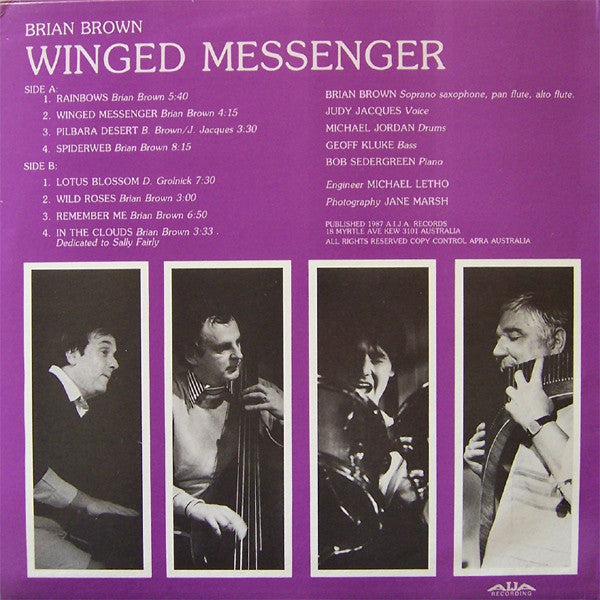 BRIAN BROWN
WINGED MESSENGER
SIDE A:
1. RAINBOWS Brian Brown 5:40
2. WINGED MESSENGER Brian Brown 4:15
3. PILBARA DESERT B. Brown/J. Jacques 3:30
4. SPIDERWEB Brian Brown 8:15
SIDE B:
1. LOTUS BLOSSOM D. Grolnick 7:30
2. WILD ROSES Brian Brown 3:00
3. REMEMBER ME Brian Brown 6:50
4. IN THE CLOUDS Brian Brown 3:33 .
Dedicated to Sally Fairly
BRIAN BROWN Soprano saxophone, pan flute, alto flute.
JUDY JACQUES Voice
MICHAEL JORDAN Drums
GEOFF KLUKE Bass
BOB SEDERGREEN Piano
Engineer MICHAEL LETHO
Photography JANE MARSH
PUBLISHED 1987 A I J A RECORDS
18 MYRTLE AVE KEW 3101 AUSTRALIA
ALL RIGHTS RESERVED COPY CONTROL APRA AUSTRALIA
AIJA
RECORDING